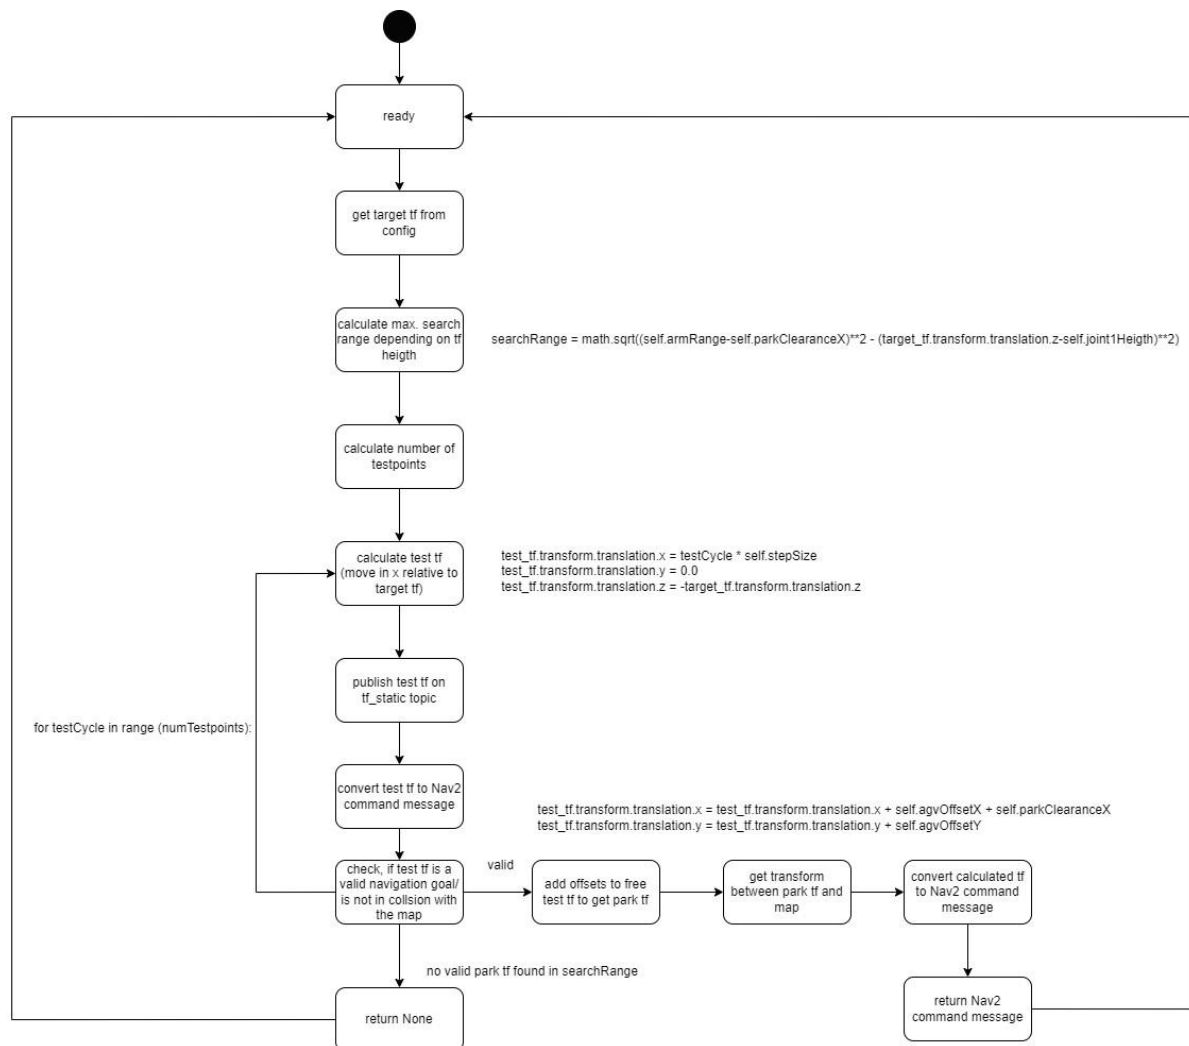 ready
get target tf from
config
calculate max. search
range depending on tf
heigth
searchRange = math.sqrt((self.armRange-self.parkClearanceX)**2 - (target_tf.transform.translation.z-self.joint1Heigth)**2)
calculate number of
testpoints
calculate test tf
(move in x relative to
target tf)
test_tf.transform.translation.x = testCycle * self.stepSize
test_tf.transform.translation.y = 0.0
test_tf.transform.translation.z = -target_tf.transform.translation.z
publish test tf on
tf_static topic
for testCycle in range (numTestpoints):
convert test tf to Nav2
command message
test_tf.transform.translation.x = test_tf.transform.translation.x + self.agvOffsetX + self.parkClearanceX
test_tf.transform.translation.y = test_tf.transform.translation.y + self.agvOffsetY
check, if test tf is a
valid navigation goal/
is not in collsion with
the map
valid
add offsets to free
test tf to get park tf
get transform
between park tf and
map
convert calculated tf
to Nav2 command
message
no valid park tf found in searchRange
return None
return Nav2
command message